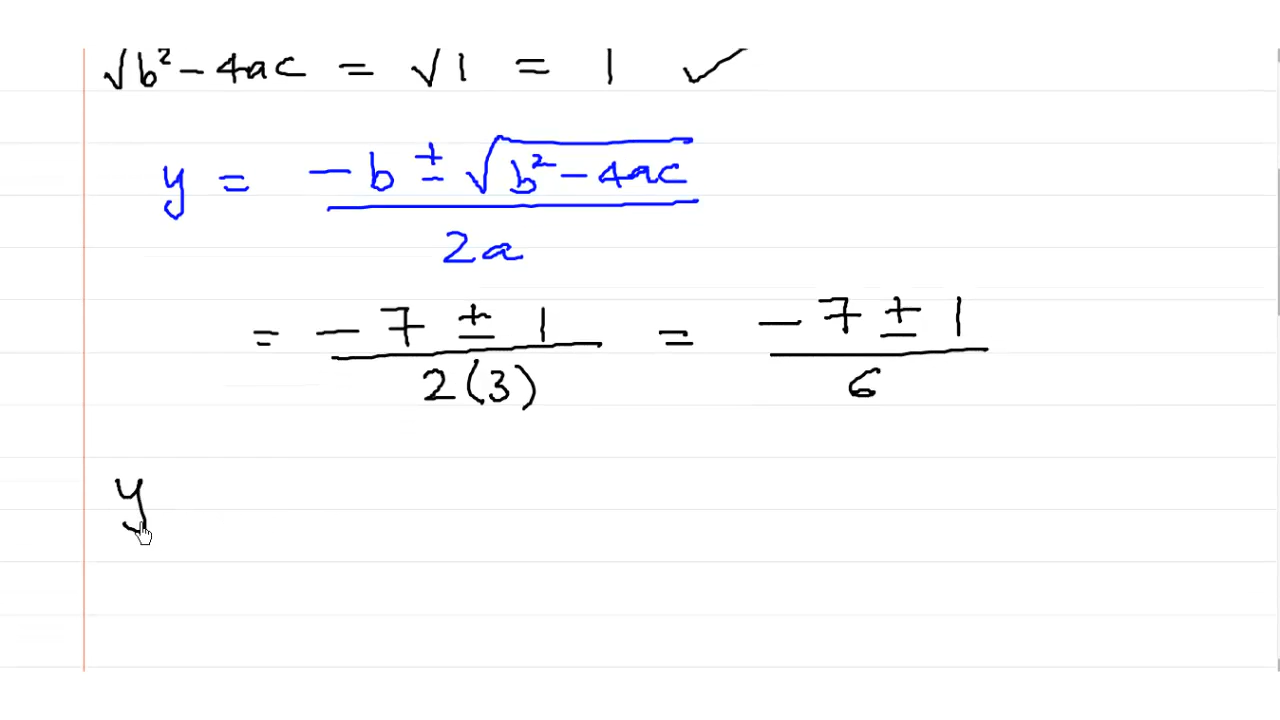 √b² - 4ac = √1 = 1 ✓
y = (-b ± √(b² - 4ac)) / 2a
= (-7 ± 1) / 2(3) = (-7 ± 1) / 6
y